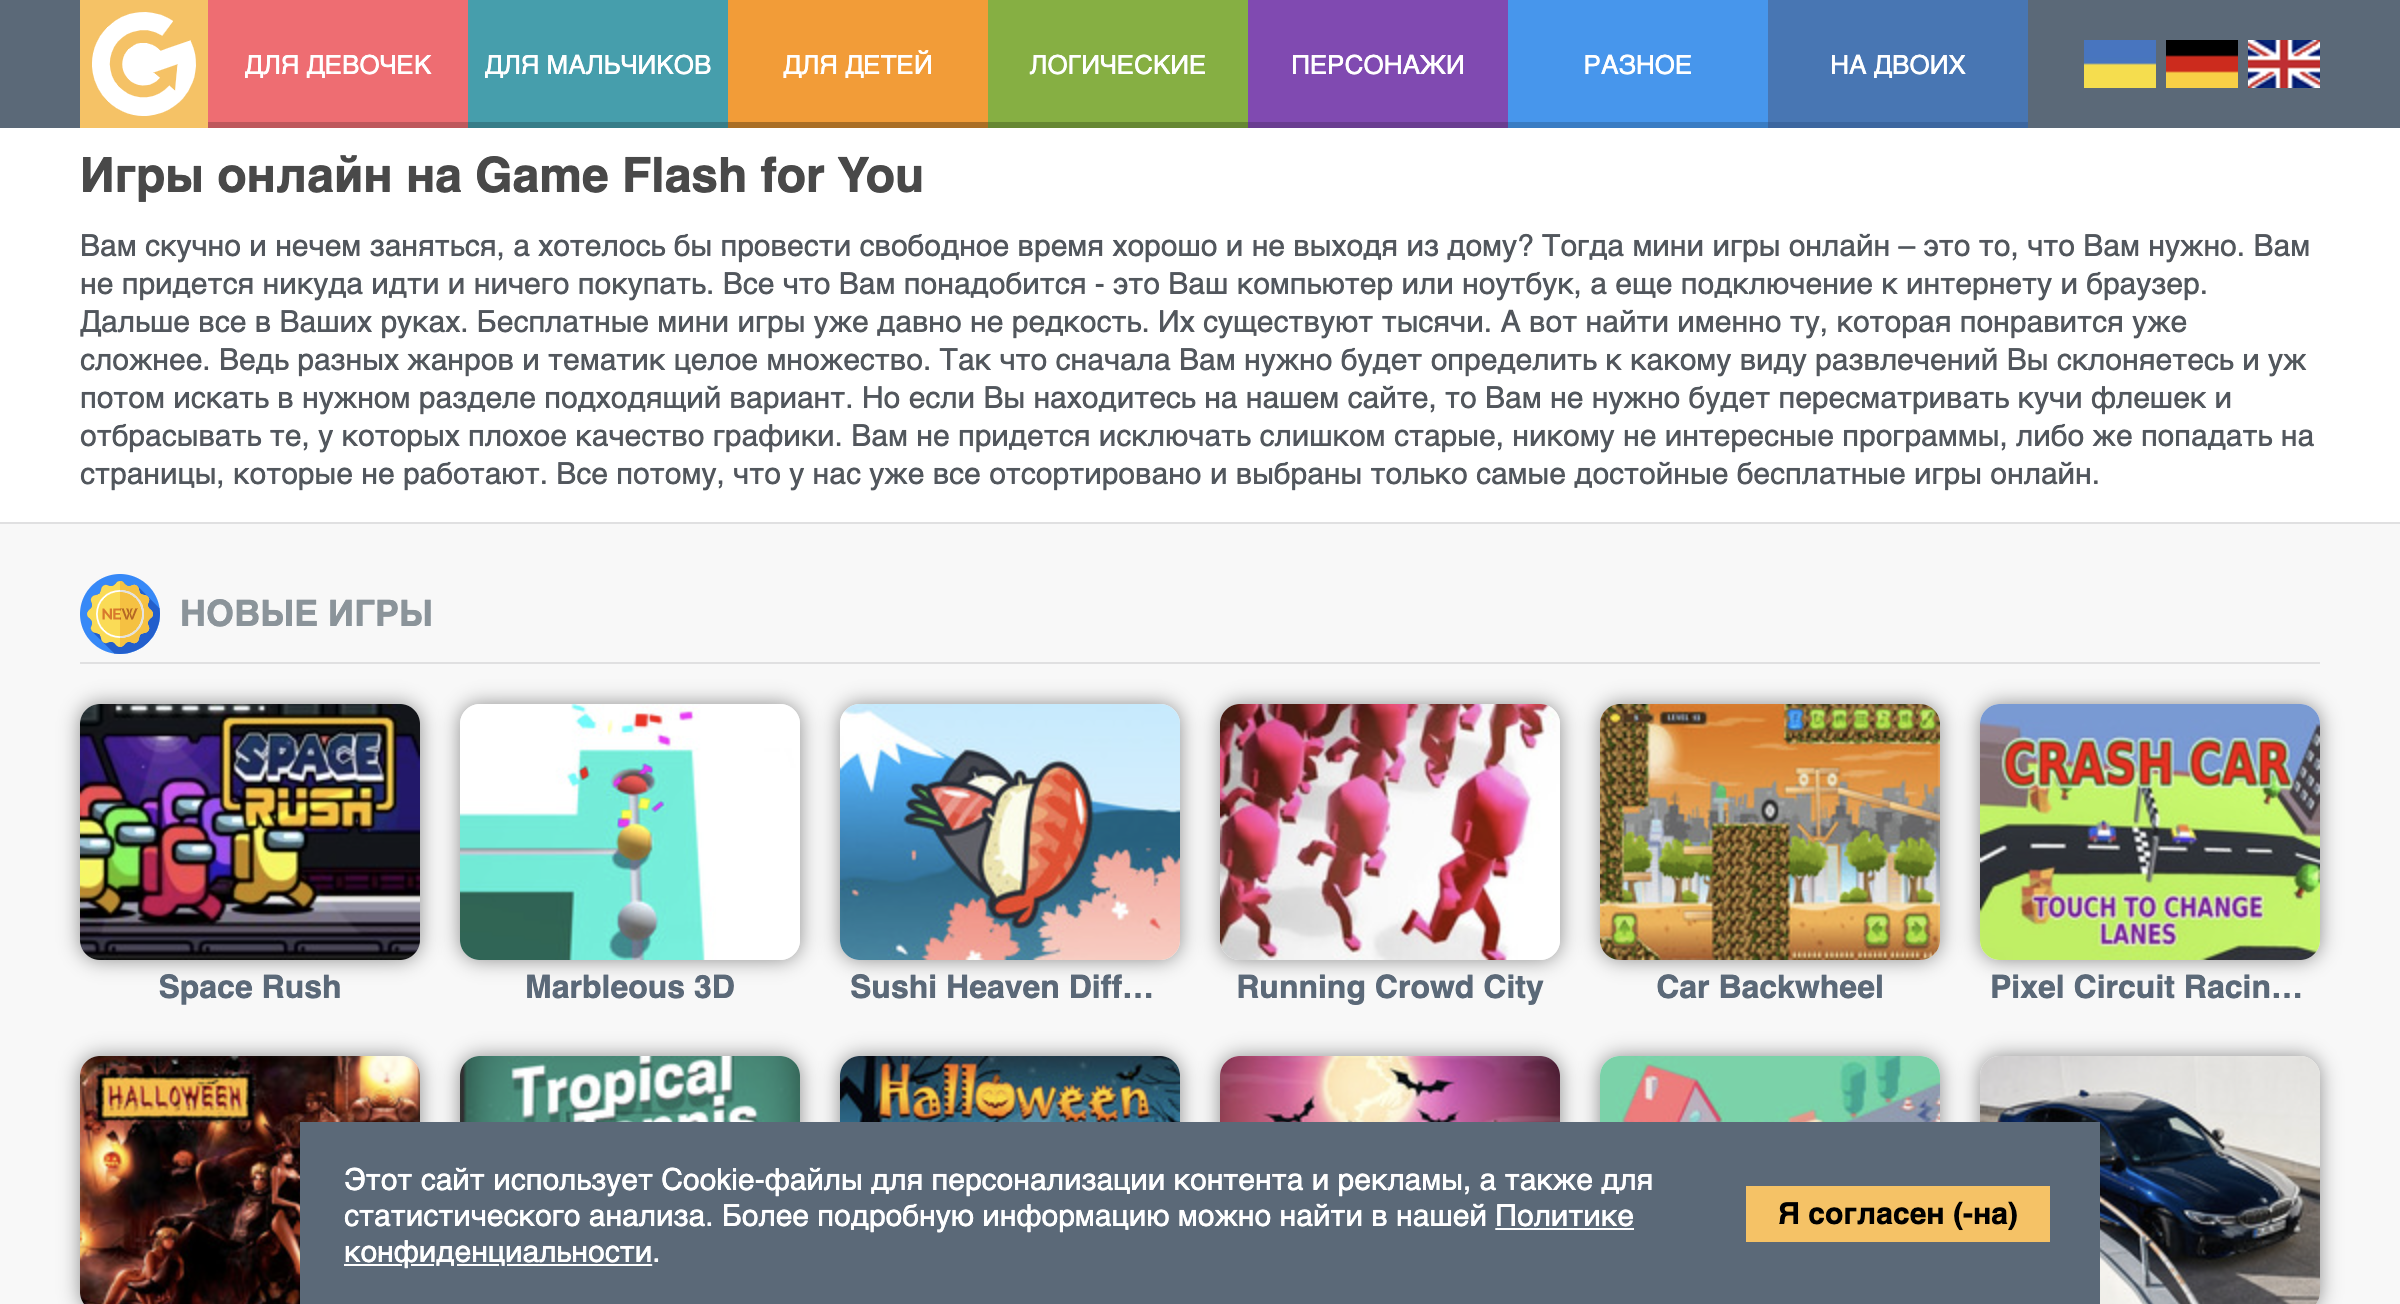 ДЛЯ ДЕВОЧЕК
ДЛЯ МАЛЬЧИКОВ
ДЛЯ ДЕТЕЙ
ЛОГИЧЕСКИЕ
ПЕРСОНАЖИ
РАЗНОЕ
НА ДВОИХ
Игры онлайн на Game Flash for You
Вам скучно и нечем заняться, а хотелось бы провести свободное время хорошо и не выходя из дому? Тогда мини игры онлайн – это то, что Вам нужно. Вам
не придется никуда идти и ничего покупать. Все что Вам понадобится - это Ваш компьютер или ноутбук, а еще подключение к интернету и браузер.
Дальше все в Ваших руках. Бесплатные мини игры уже давно не редкость. Их существуют тысячи. А вот найти именно ту, которая понравится уже
сложнее. Ведь разных жанров и тематик целое множество. Так что сначала Вам нужно будет определить к какому виду развлечений Вы склоняетесь и уж
потом искать в нужном разделе подходящий вариант. Но если Вы находитесь на нашем сайте, то Вам не нужно будет пересматривать кучи флешек и
отбрасывать те, у которых плохое качество графики. Вам не придется исключать слишком старые, никому не интересные программы, либо же попадать на
страницы, которые не работают. Все потому, что у нас уже все отсортировано и выбраны только самые достойные бесплатные игры онлайн.
NEW
НОВЫЕ ИГРЫ
SPACE
RUSH
CRASH CAR
TOUCH TO CHANGE
LANES
Space Rush
Marbleous 3D
Sushi Heaven Diff...
Running Crowd City
Car Backwheel
Pixel Circuit Racin...
HALLOWEEN
Tropical
Tennis
Halloween
Этот сайт использует Cookie-файлы для персонализации контента и рекламы, а также для
статистического анализа. Более подробную информацию можно найти в нашей Политике
конфиденциальности.
Я согласен (-на)